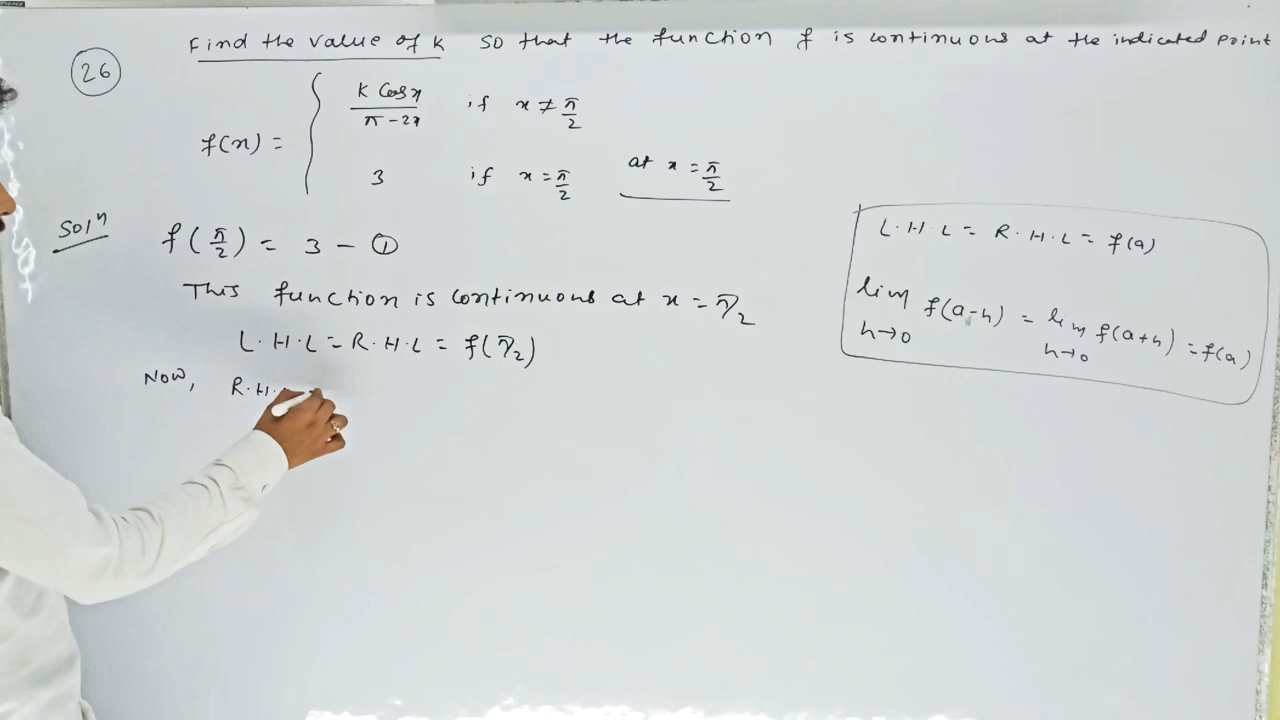 26 Find the value of k so that the function f is continuous at the indicated point
f(x) = { k Cosx / π - 2x if x ≠ π/2
3 if x = π/2 at x = π/2
Solⁿ f(π/2) = 3 - ①
This function is continuous at x = π/2
L.H.L = R.H.L = f(π/2)
Now, R.H.
L.H.L = R.H.L = f(a)
lim h→0 f(a-h) = lim h→0 f(a+h) = f(a)